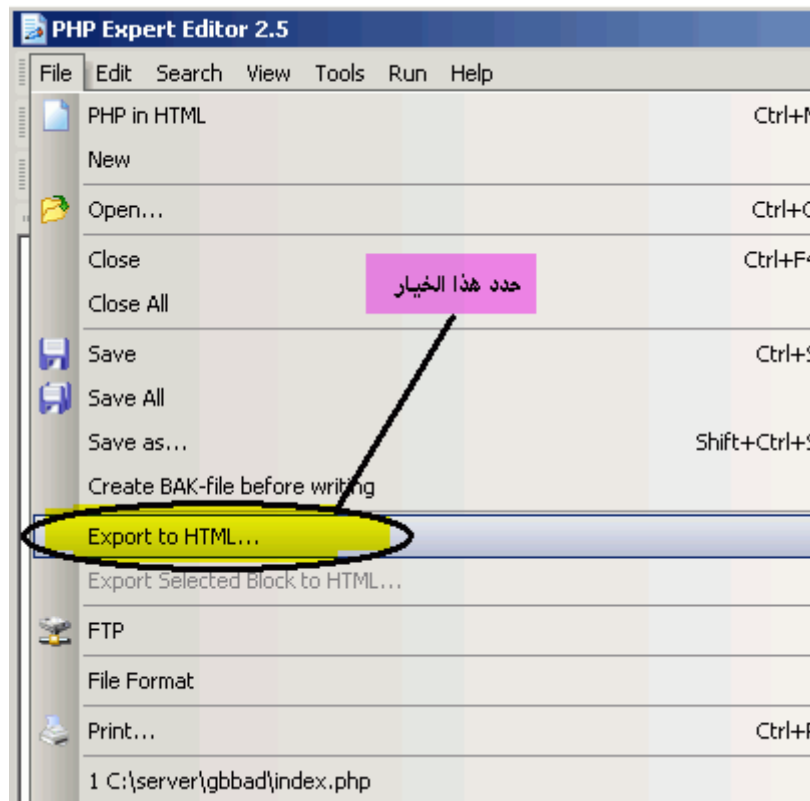 PHP Expert Editor 2.5
File Edit Search View Tools Run Help
PHP in HTML
New
Open...
Close Ctrl+F4
Close All
حدد هذا الخيار
Save
Save All
Save as...
Create BAK-file before writing
Export to HTML...
Export Selected Block to HTML...
FTP
File Format
Print...
1 C:\server\gbbad\index.php